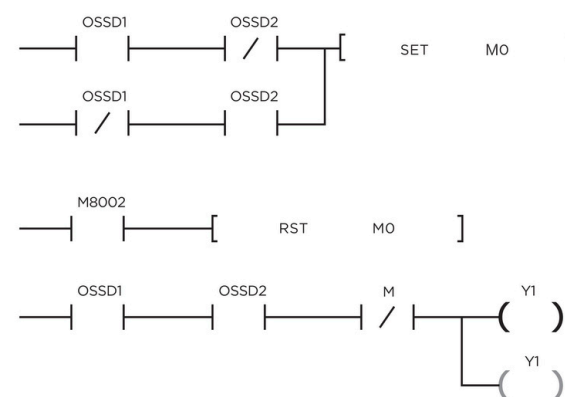 OSSD1 OSSD2
SET M0
OSSD1 OSSD2
M8002
RST M0
OSSD1 OSSD2 M Y1
Y1